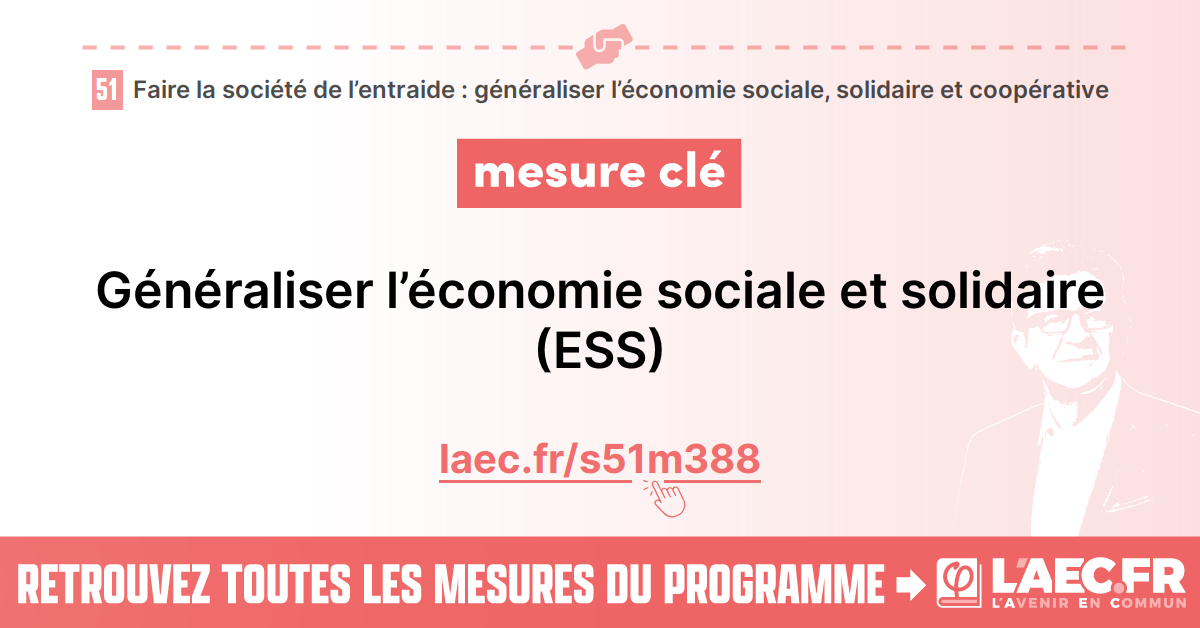 51 Faire la société de l’entraide : généraliser l’économie sociale, solidaire et coopérative
mesure clé
Généraliser l’économie sociale et solidaire
(ESS)
laec.fr/s51m388
RETROUVEZ TOUTES LES MESURES DU PROGRAMME
φ L'AEC.FR
L'AVENIR EN COMMUN